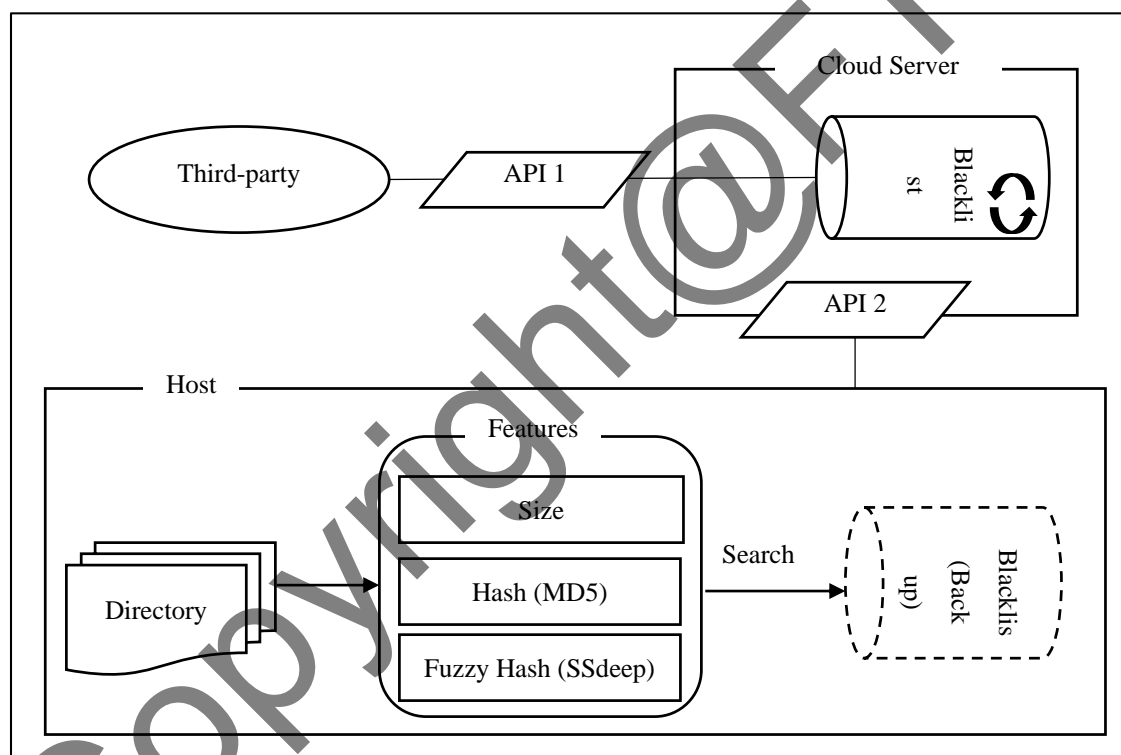 Cloud Server
Third-party
API 1
Blackli
st
API 2
Host
Features
Size
Hash (MD5)
Fuzzy Hash (SSdeep)
Directory
Search
Blacklis
(Back
up)
Copyright@F